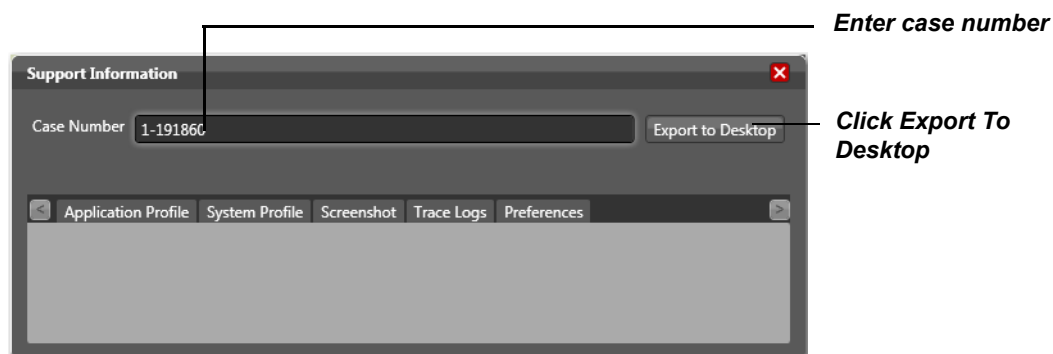 Enter case number
Support Information
Case Number 1-191860 Export to Desktop
Click Export To
Desktop
< Application Profile System Profile Screenshot Trace Logs Preferences >